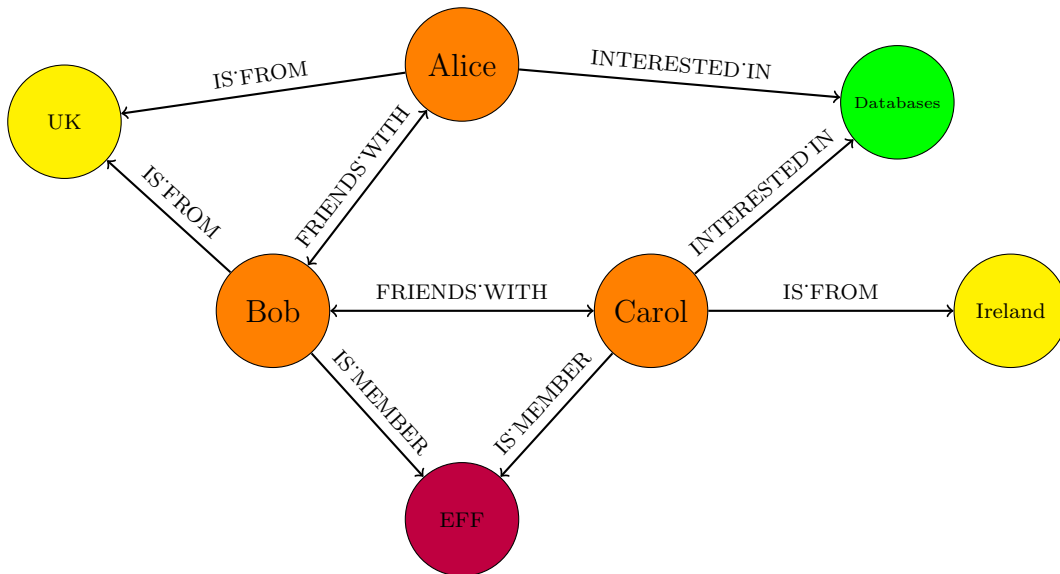 Alice
IS˙FROM
INTERESTED˙IN
Databases
UK
FRIENDS˙WITH
INTERESTED˙IN
IS˙FROM
FRIENDS˙WITH
IS˙FROM
Bob
Carol
Ireland
IS˙MEMBER
IS˙MEMBER
EFF